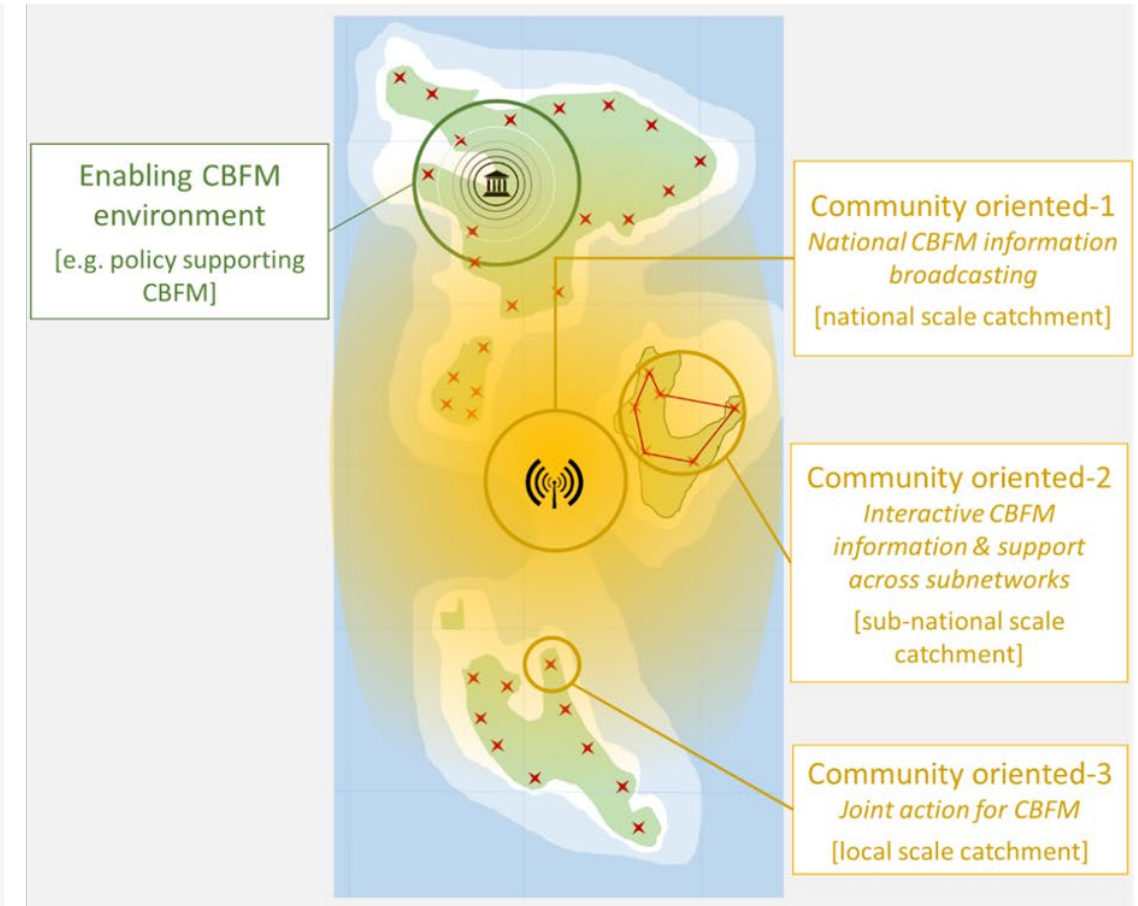 Enabling CBFM
environment
[e.g. policy supporting
CBFM]
Community oriented-1
National CBFM information
broadcasting
[national scale catchment]
Community oriented-2
Interactive CBFM
information & support
across subnetworks
[sub-national scale
catchment]
Community oriented-3
Joint action for CBFM
[local scale catchment]